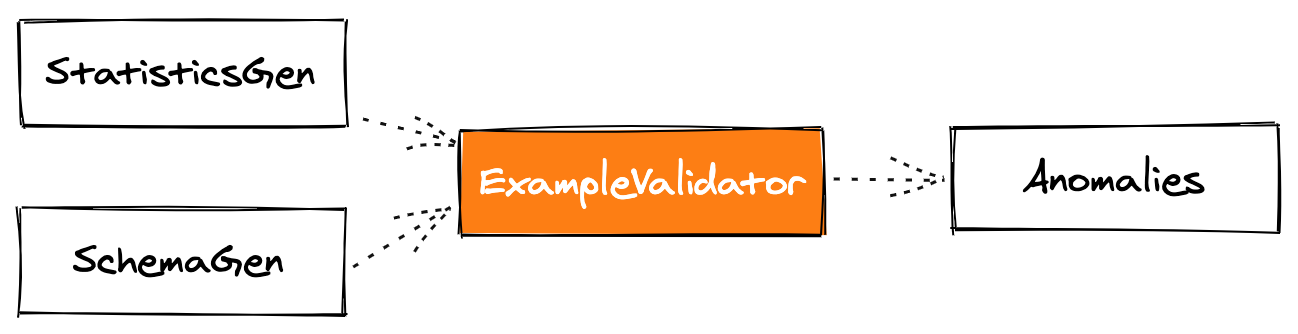 StatisticsGen
ExampleValidator
Anomalies
SchemaGen